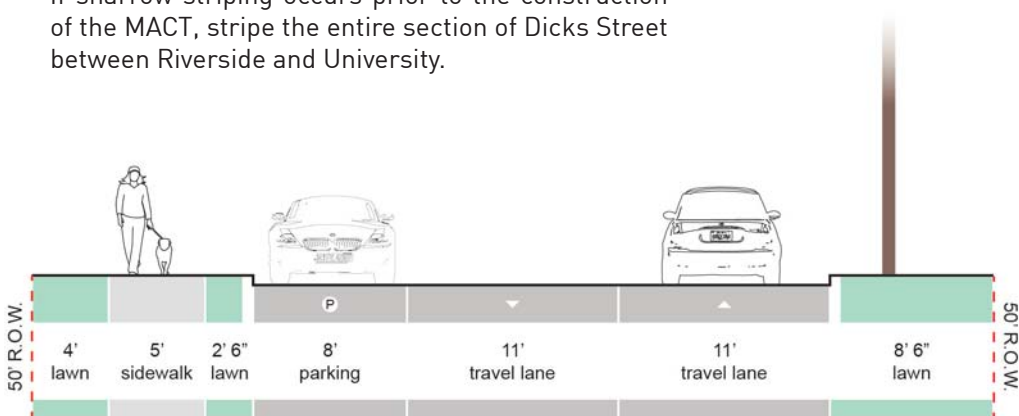 If sharrow striping occurs prior to the construction
of the MACT, stripe the entire section of Dicks Street
between Riverside and University.
P
50' R.O.W.
4'
lawn
5'
sidewalk
2' 6”
lawn
8'
parking
11'
travel lane
11'
travel lane
8' 6”
lawn
50' R.O.W.